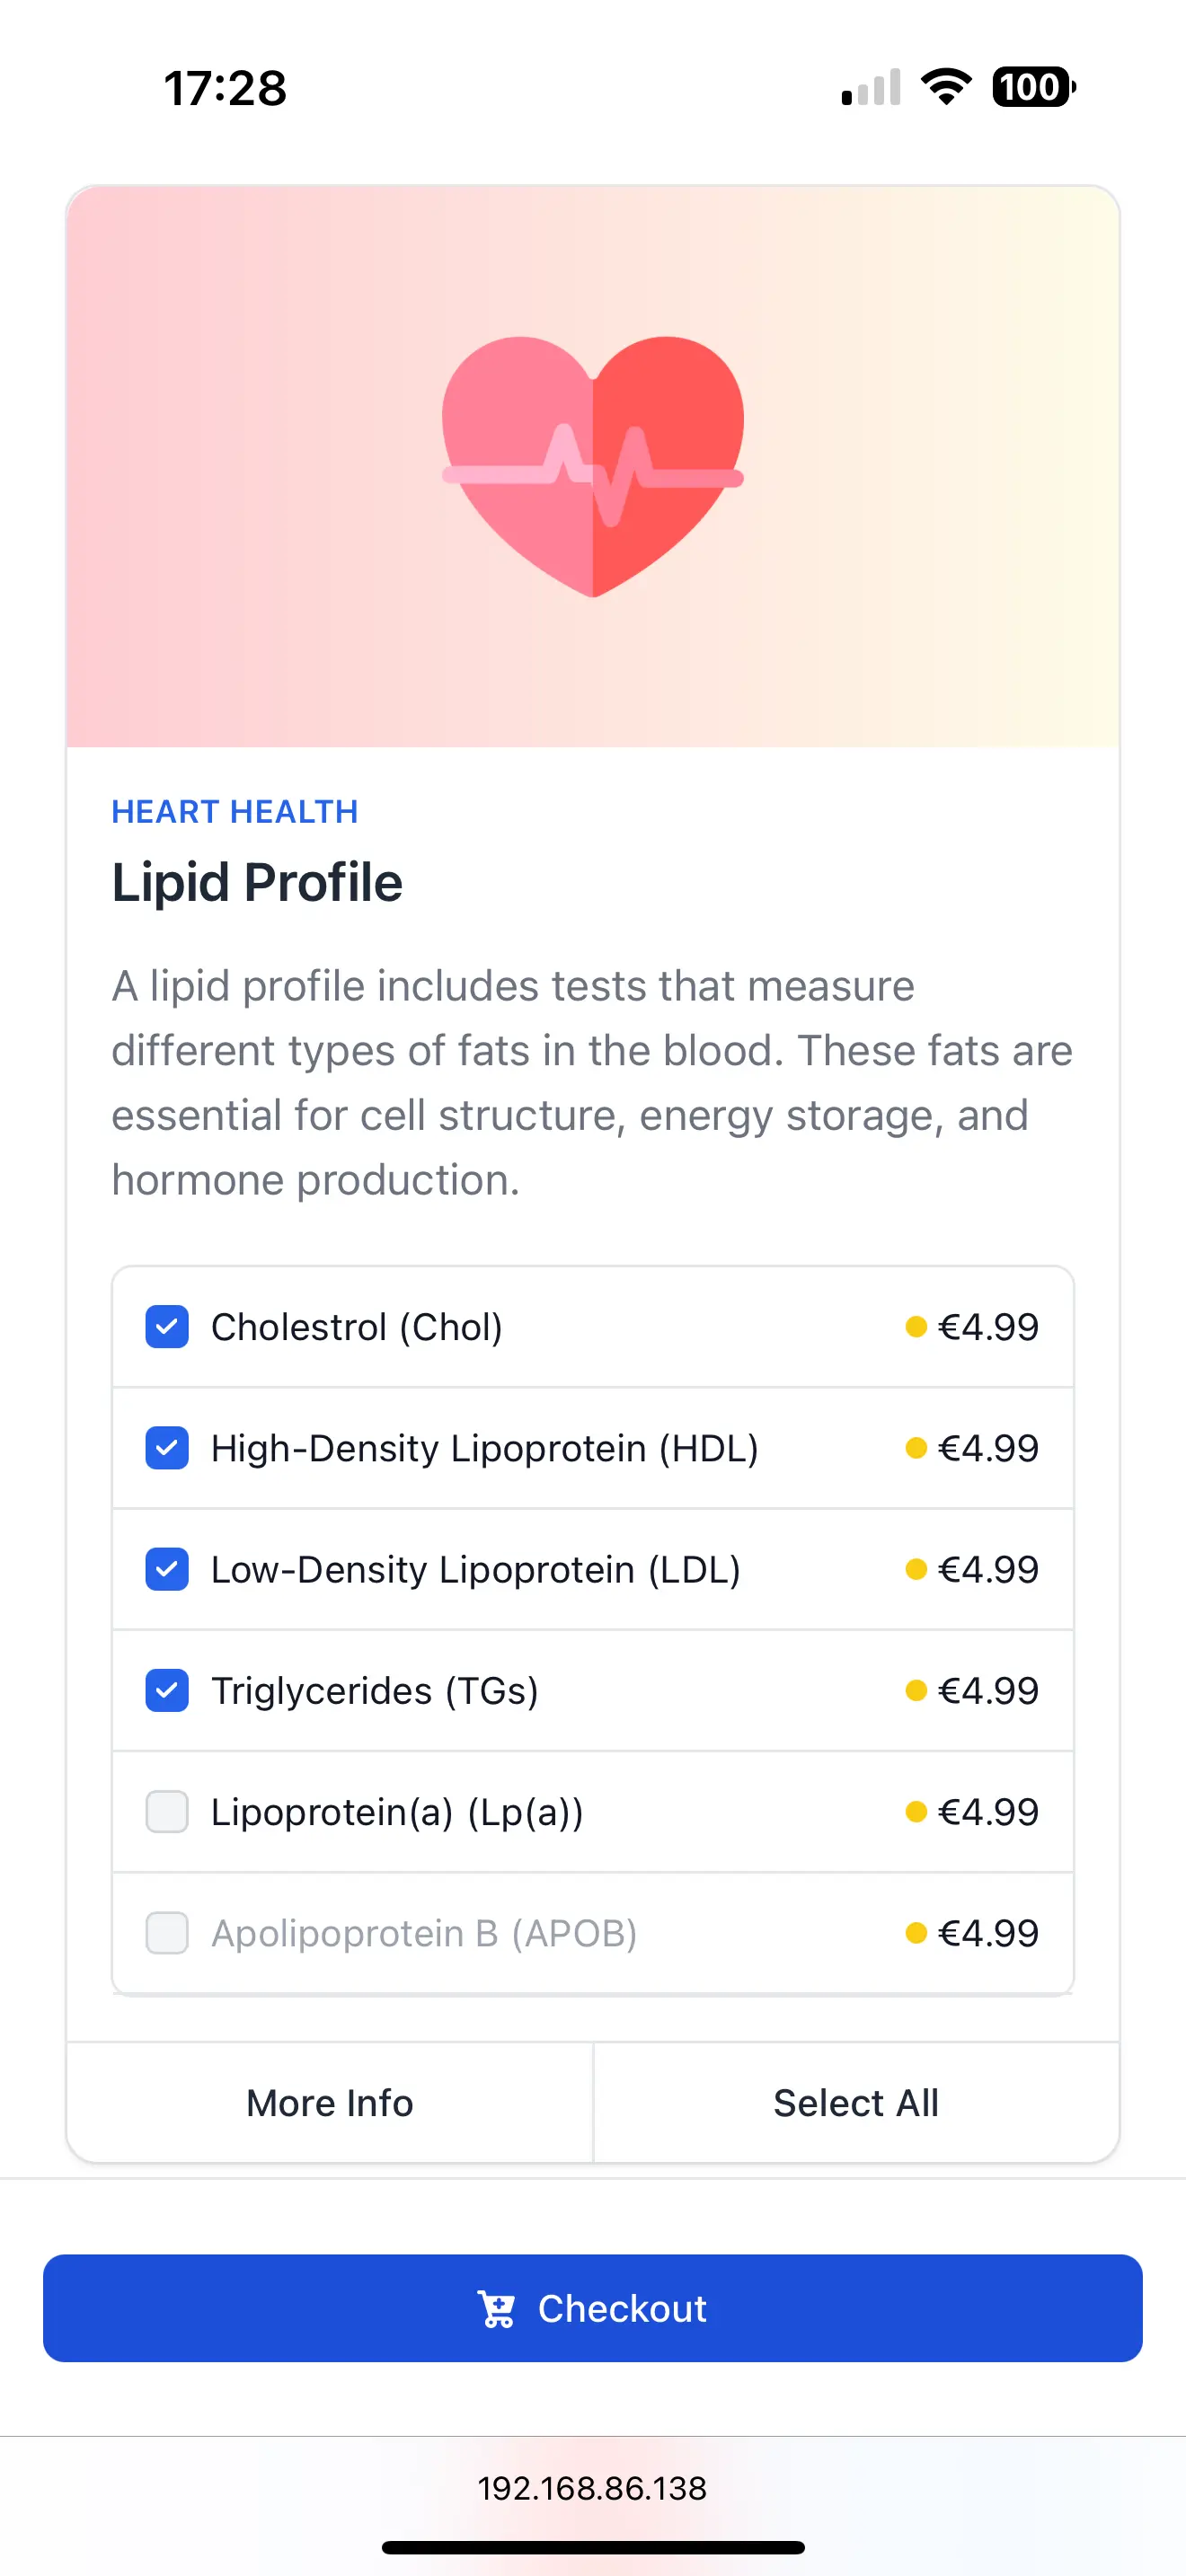 17:28
100
HEART HEALTH
Lipid Profile
A lipid profile includes tests that measure
different types of fats in the blood. These fats are
essential for cell structure, energy storage, and
hormone production.
Cholestrol (Chol) €4.99
High-Density Lipoprotein (HDL) €4.99
Low-Density Lipoprotein (LDL) €4.99
Triglycerides (TGs) €4.99
Lipoprotein(a) (Lp(a)) €4.99
Apolipoprotein B (APOB) €4.99
More Info
Select All
Checkout
192.168.86.138